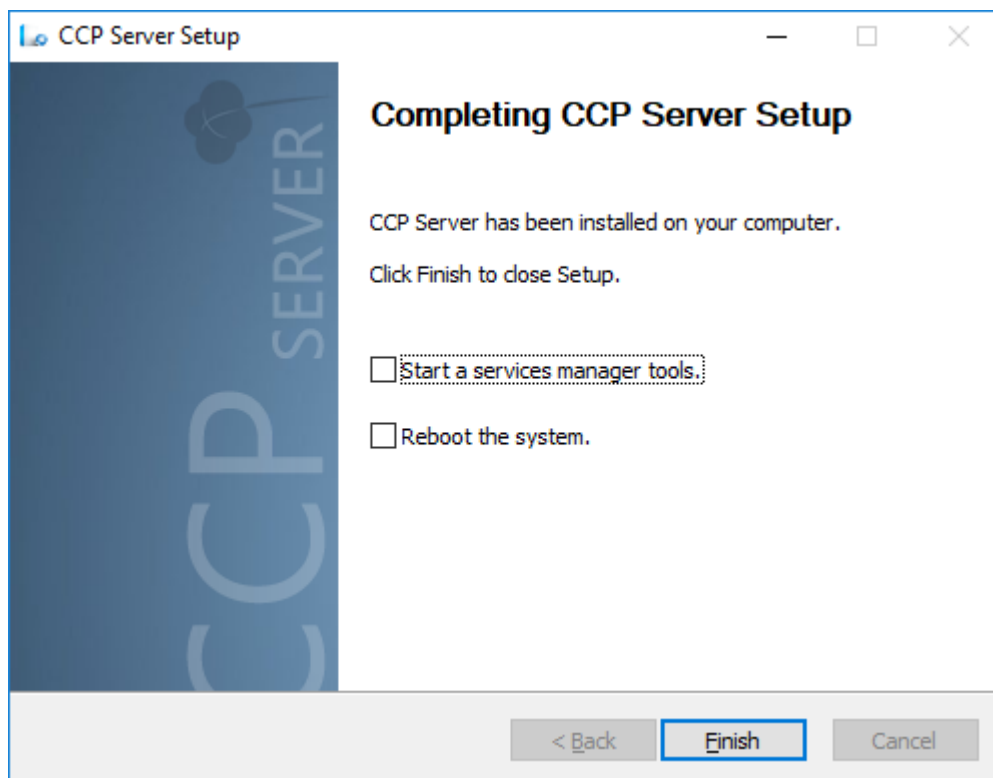 CCP Server Setup
CCP SERVER
Completing CCP Server Setup
CCP Server has been installed on your computer.
Click Finish to close Setup.
Start a services manager tools.
Reboot the system.
< Back
Finish
Cancel